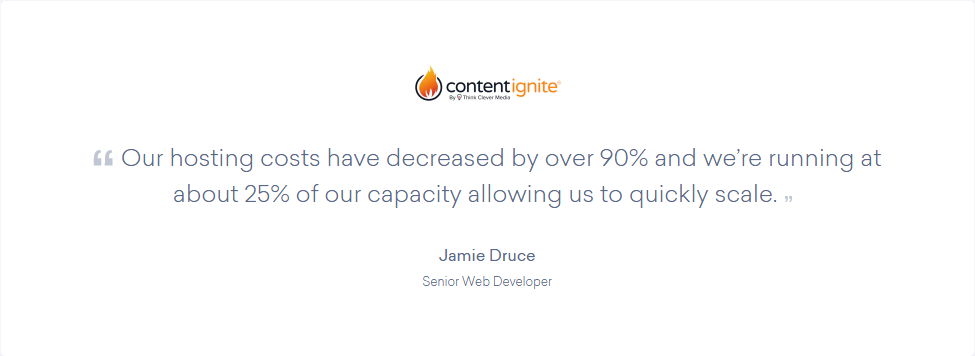 contentignite®
By Think Clever Media
“ Our hosting costs have decreased by over 90% and we’re running at
about 25% of our capacity allowing us to quickly scale. ”
Jamie Druce
Senior Web Developer